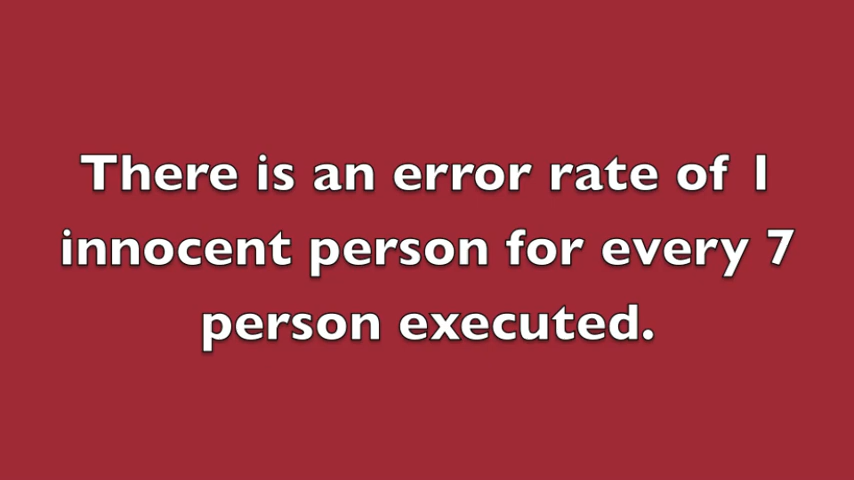 There is an error rate of 1
innocent person for every 7
person executed.